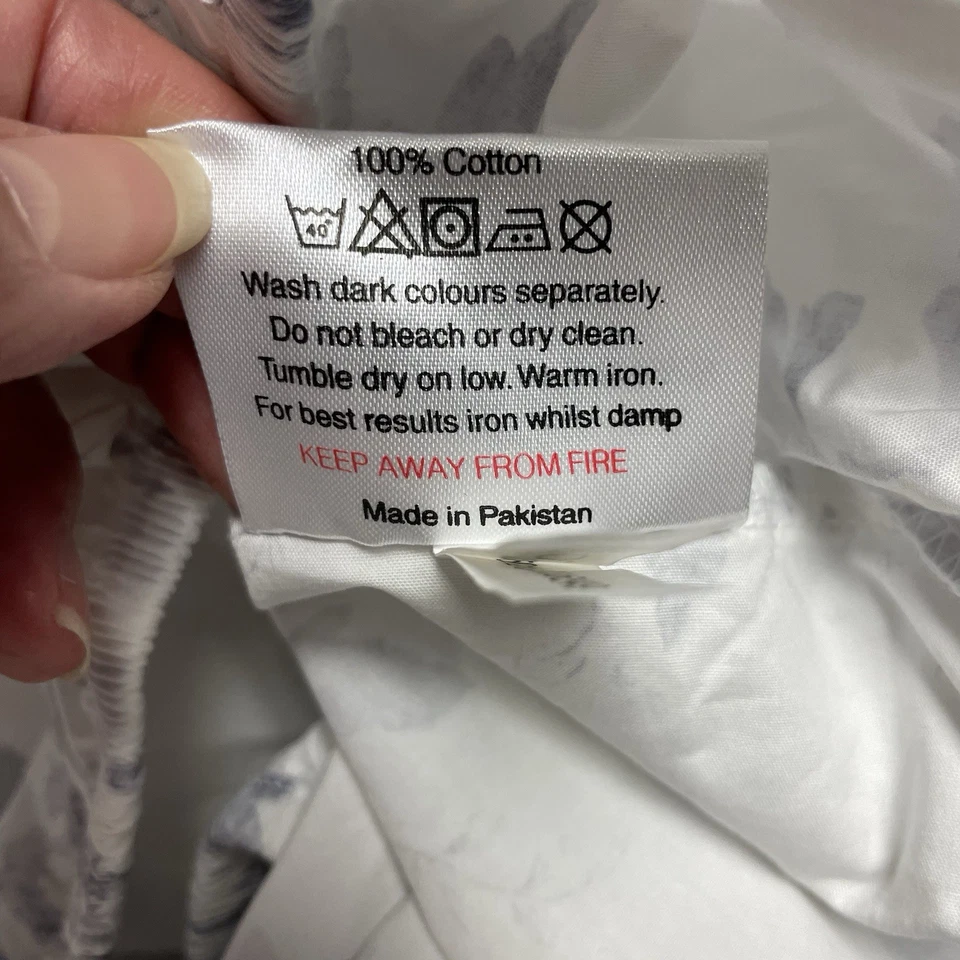 100% Cotton
40°
Wash dark colours separately.
Do not bleach or dry clean.
Tumble dry on low. Warm iron.
For best results iron whilst damp
KEEP AWAY FROM FIRE
Made in Pakistan